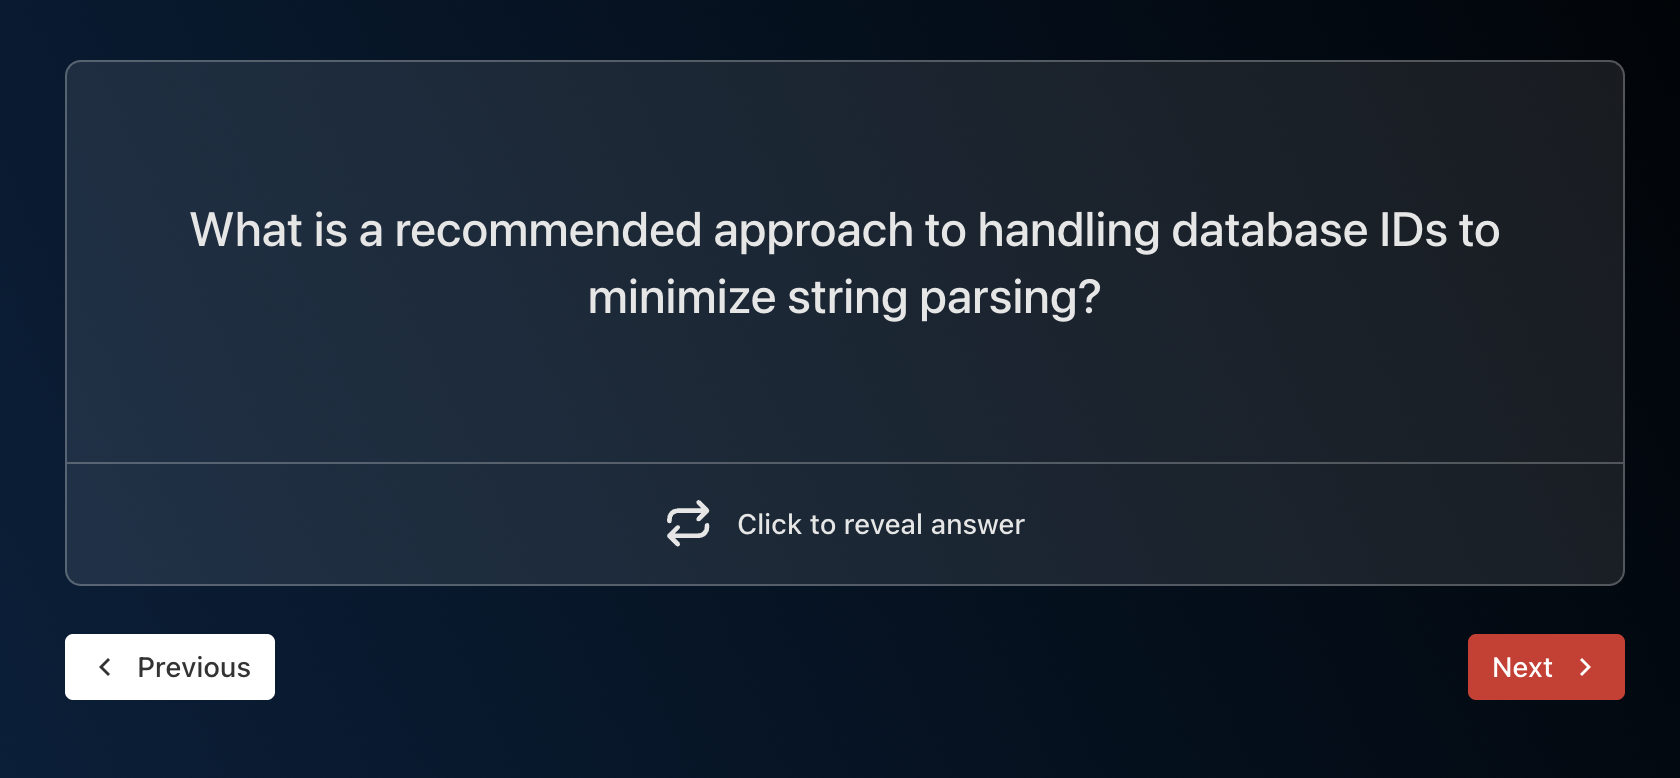 What is a recommended approach to handling database IDs to
minimize string parsing?
Click to reveal answer
Previous
Next